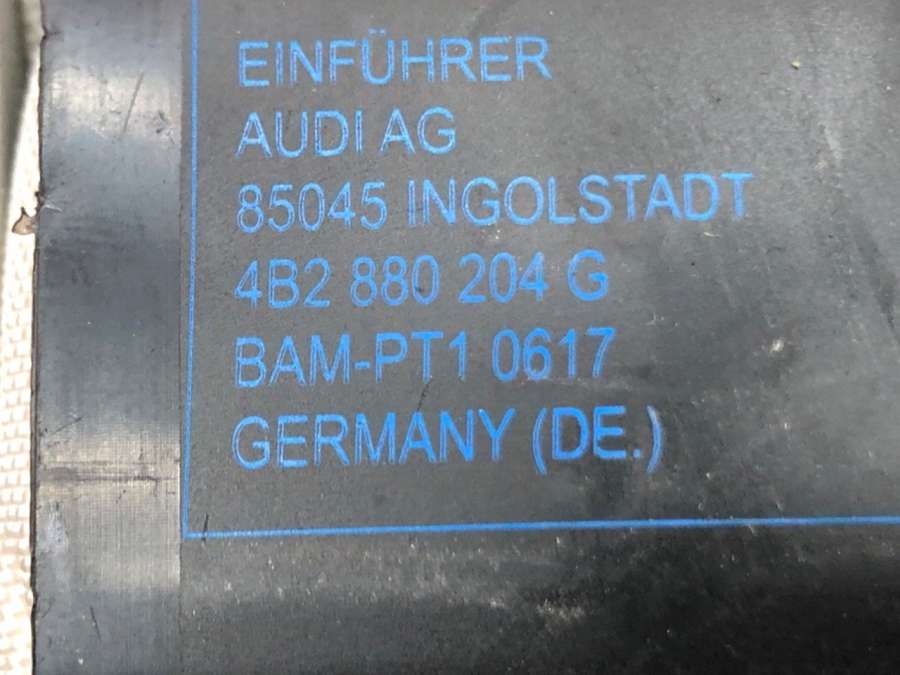 EINFÜHRER
AUDI AG
85045 INGOLSTADT
4B2 880 204 G
BAM-PT1 0617
GERMANY (DE.)